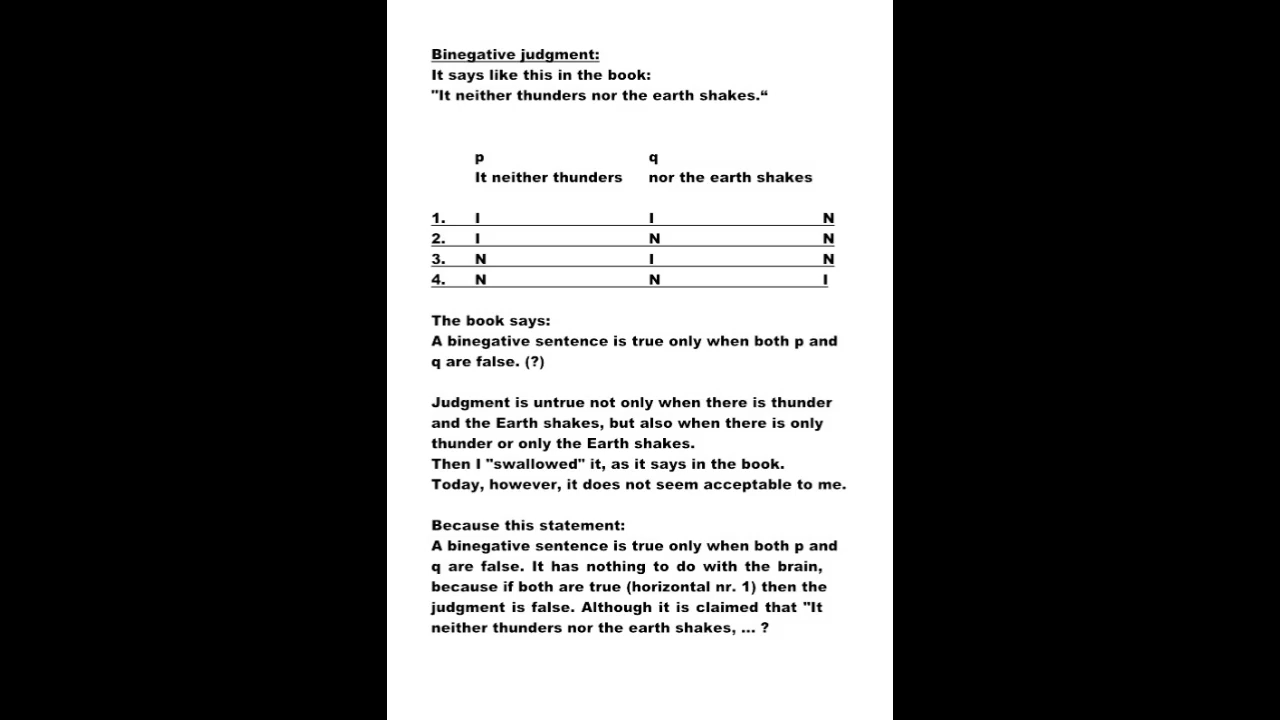 Binegative judgment:
It says like this in the book:
"It neither thunders nor the earth shakes.“
p q
It neither thunders nor the earth shakes
1. I I N
2. I N N
3. N I N
4. N N I
The book says:
A binegative sentence is true only when both p and
q are false. (?)
Judgment is untrue not only when there is thunder
and the Earth shakes, but also when there is only
thunder or only the Earth shakes.
Then I "swallowed" it, as it says in the book.
Today, however, it does not seem acceptable to me.
Because this statement:
A binegative sentence is true only when both p and
q are false. It has nothing to do with the brain,
because if both are true (horizontal nr. 1) then the
judgment is false. Although it is claimed that "It
neither thunders nor the earth shakes, ... ?